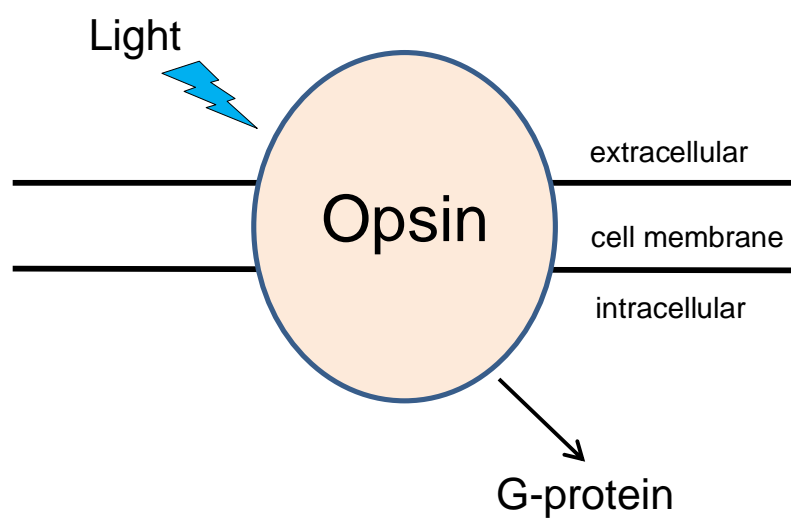 Light
extracellular
Opsin
cell membrane
intracellular
G-protein